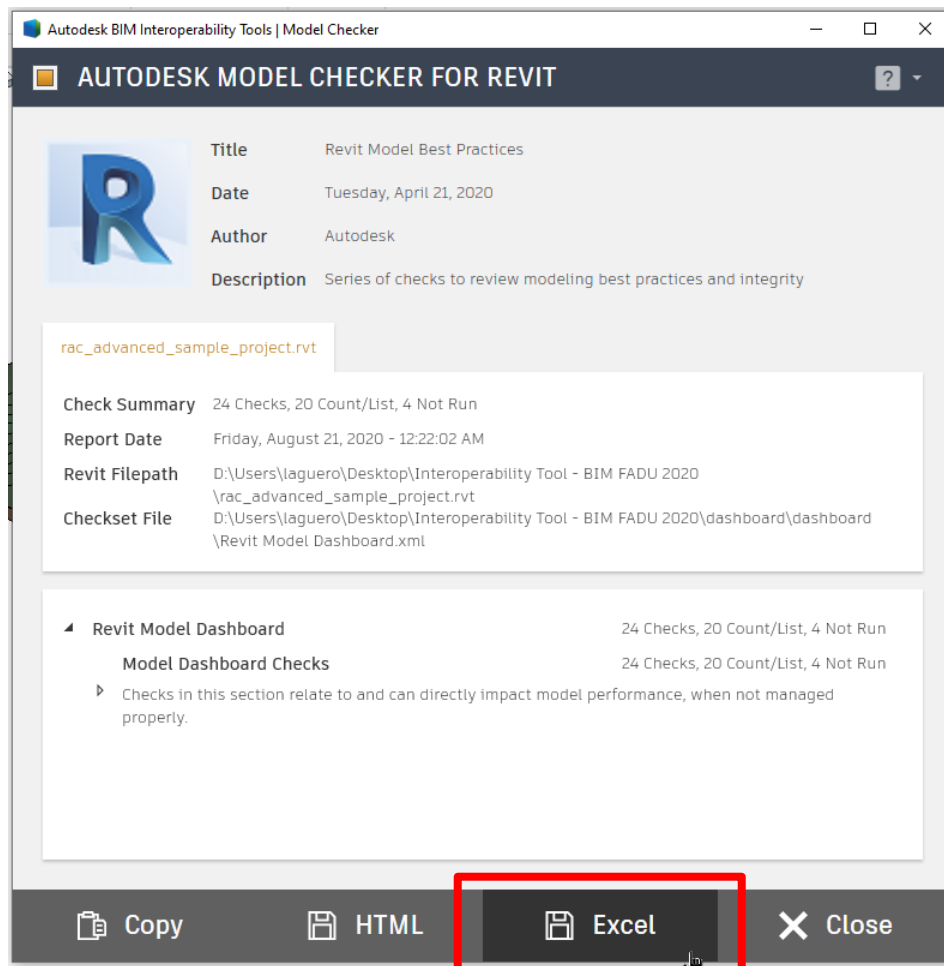 Autodesk BIM Interoperability Tools | Model Checker
AUTODESK MODEL CHECKER FOR REVIT
?
R
Title Revit Model Best Practices
Date Tuesday, April 21, 2020
Author Autodesk
Description Series of checks to review modeling best practices and integrity
rac_advanced_sample_project.rvt
Check Summary 24 Checks, 20 Count/List, 4 Not Run
Report Date Friday, August 21, 2020 - 12:22:02 AM
Revit Filepath D:\Users\laguero\Desktop\Interoperability Tool - BIM FADU 2020
\rac_advanced_sample_project.rvt
Checkset File D:\Users\laguero\Desktop\Interoperability Tool - BIM FADU 2020\dashboard\dashboard
\Revit Model Dashboard.xml
Revit Model Dashboard 24 Checks, 20 Count/List, 4 Not Run
Model Dashboard Checks 24 Checks, 20 Count/List, 4 Not Run
Checks in this section relate to and can directly impact model performance, when not managed
properly.
Copy HTML Excel Close